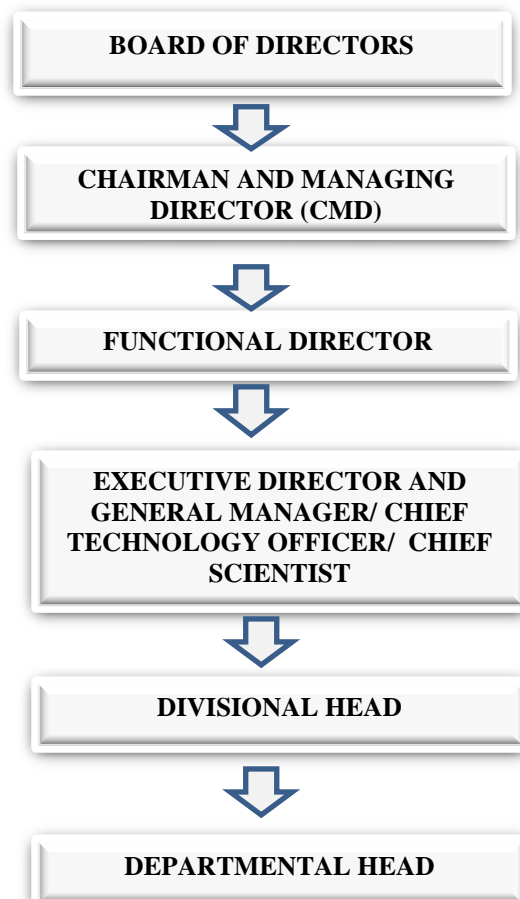 BOARD OF DIRECTORS
CHAIRMAN AND MANAGING
DIRECTOR (CMD)
FUNCTIONAL DIRECTOR
EXECUTIVE DIRECTOR AND
GENERAL MANAGER/ CHIEF
TECHNOLOGY OFFICER/ CHIEF
SCIENTIST
DIVISIONAL HEAD
DEPARTMENTAL HEAD